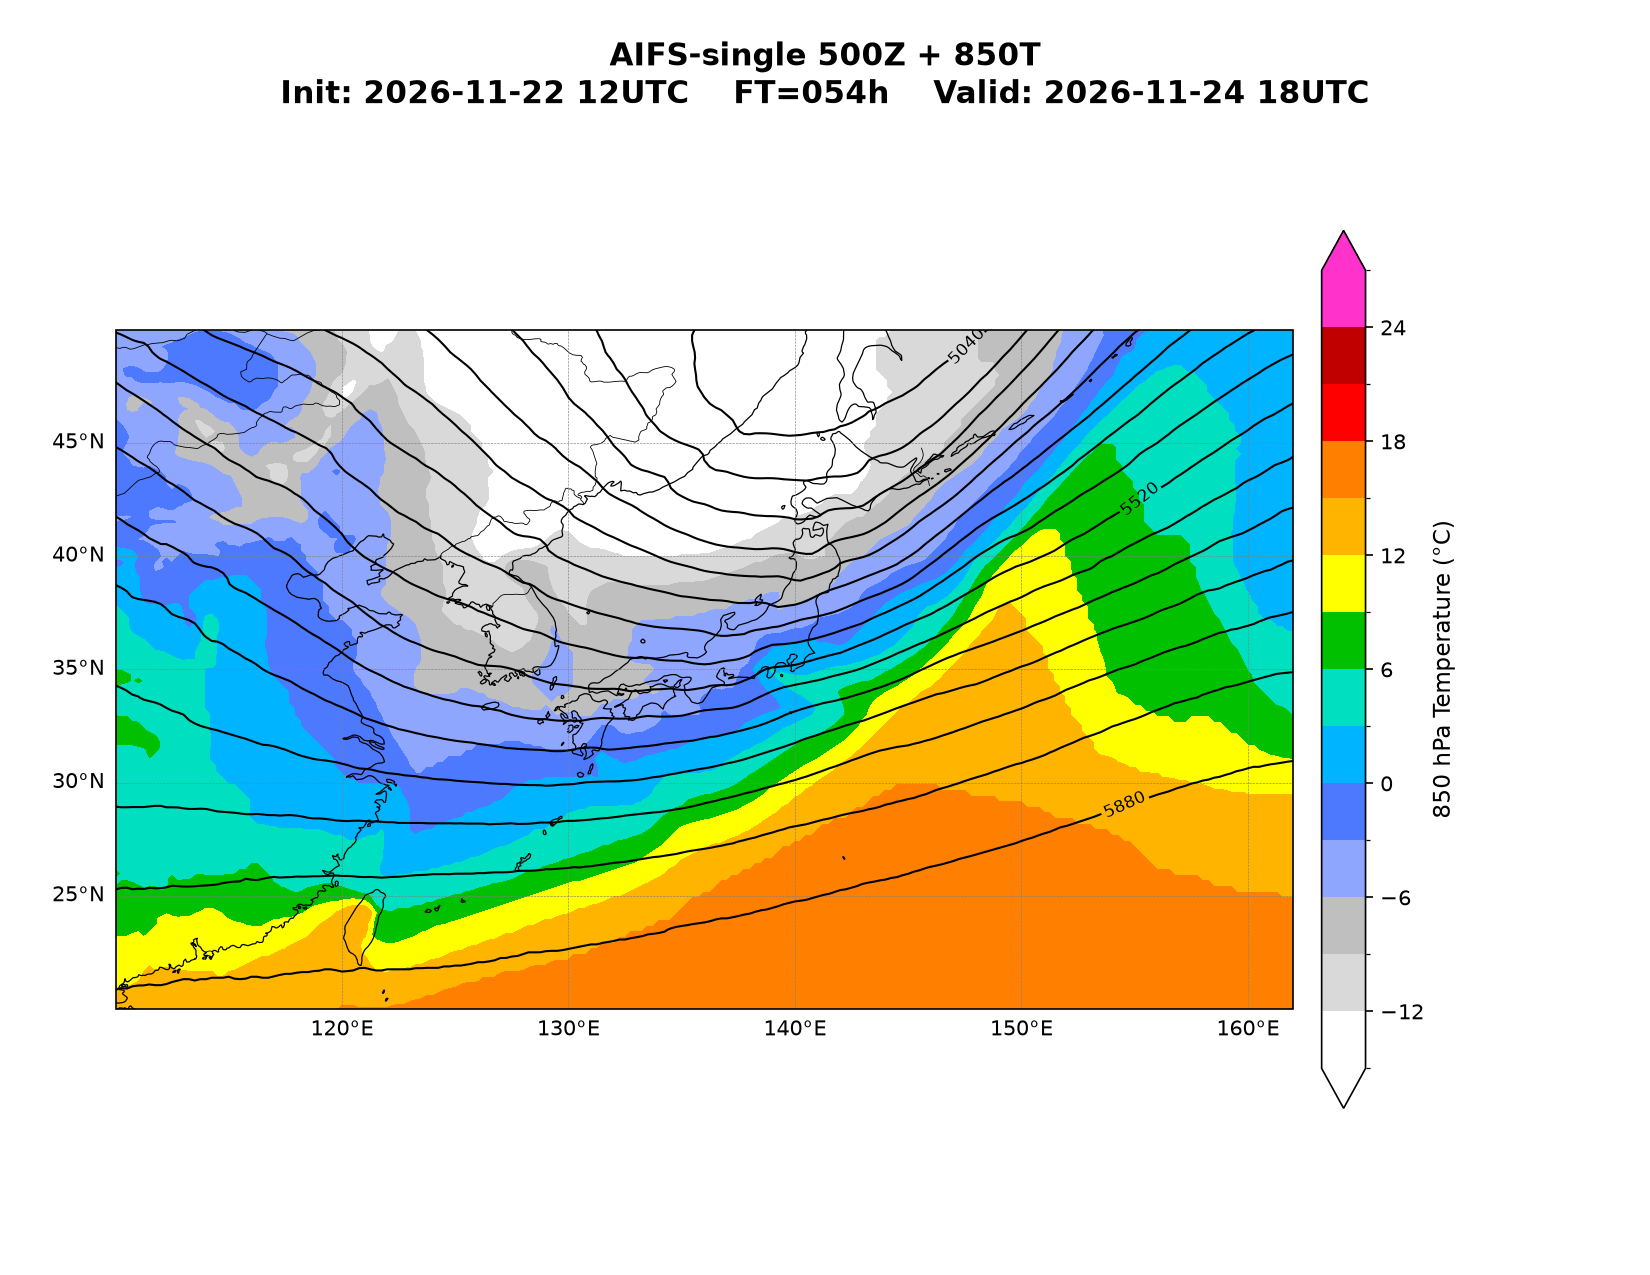 AIFS-single 500Z + 850T
Init: 2026-11-22 12UTC    FT=054h    Valid: 2026-11-24 18UTC
5040
45°N
40°N
35°N
30°N
25°N
5520
5880
120°E
130°E
140°E
150°E
160°E
24
18
12
6
0
−6
−12
850 hPa Temperature (°C)